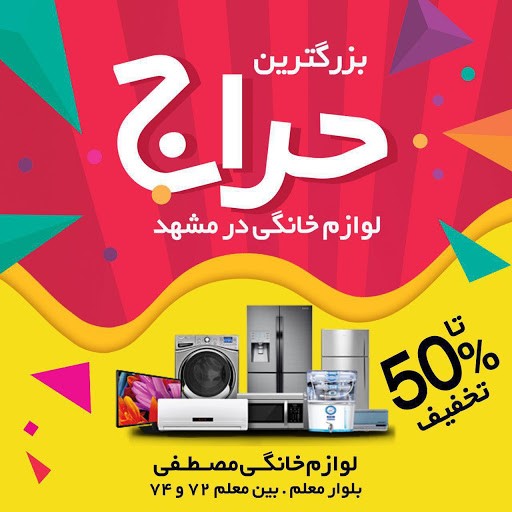 بزرگترین
حراج
لوازم خانگی در مشهد
تا
50%
تخفیف
لوازم خانگی مصطفی
بلوار معلم . بین معلم ۷۲ و ۷۴